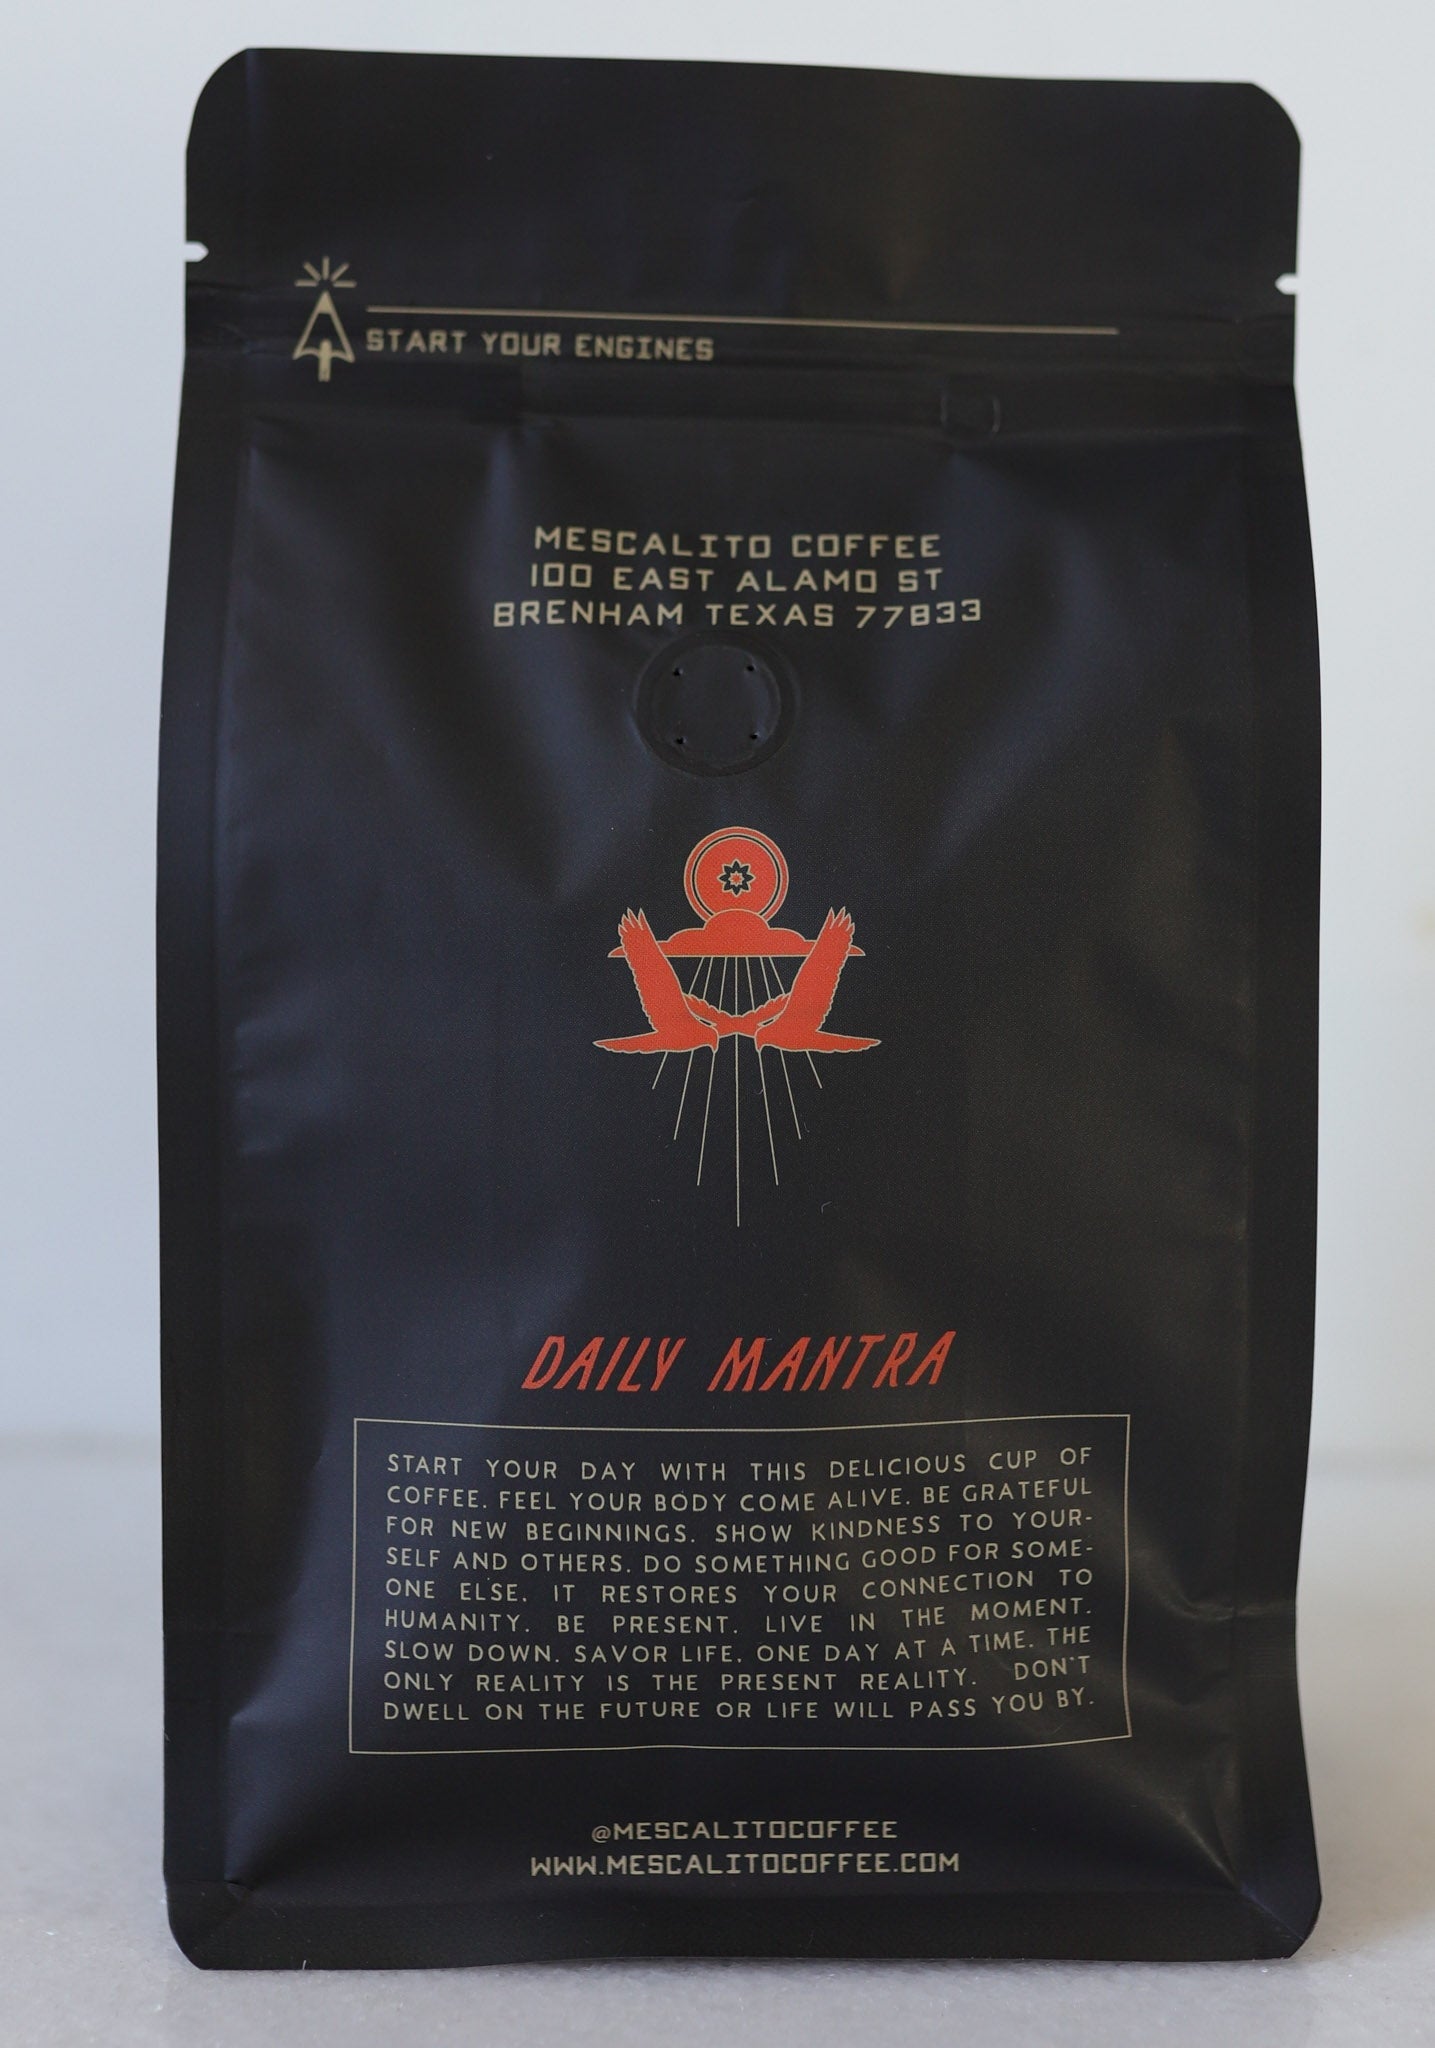 START YOUR ENGINES
MESCALITO COFFEE
100 EAST ALAMO ST
BRENHAM TEXAS 77833
DAILY MANTRA
START YOUR DAY WITH THIS DELICIOUS CUP OF
COFFEE. FEEL YOUR BODY COME ALIVE. BE GRATEFUL
FOR NEW BEGINNINGS. SHOW KINDNESS TO YOUR-
SELF AND OTHERS. DO SOMETHING GOOD FOR SOME-
ONE ELSE. IT RESTORES YOUR CONNECTION TO
HUMANITY. BE PRESENT. LIVE IN THE MOMENT.
SLOW DOWN. SAVOR LIFE, ONE DAY AT A TIME. THE
ONLY REALITY IS THE PRESENT REALITY. DON'T
DWELL ON THE FUTURE OR LIFE WILL PASS YOU BY.
@MESCALITOCOFFEE
WWW.MESCALITOCOFFEE.COM